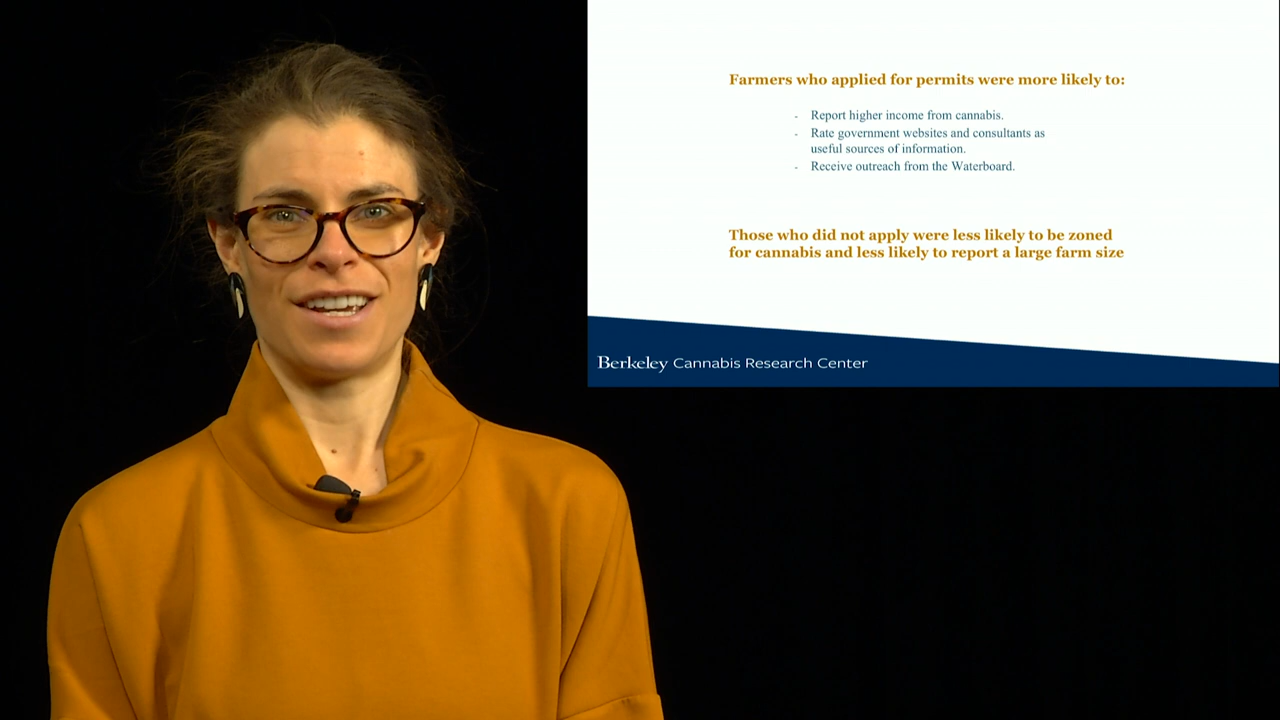 Farmers who applied for permits were more likely to:
- Report higher income from cannabis.
- Rate government websites and consultants as
useful sources of information.
- Receive outreach from the Waterboard.
Those who did not apply were less likely to be zoned
for cannabis and less likely to report a large farm size
Berkeley Cannabis Research Center